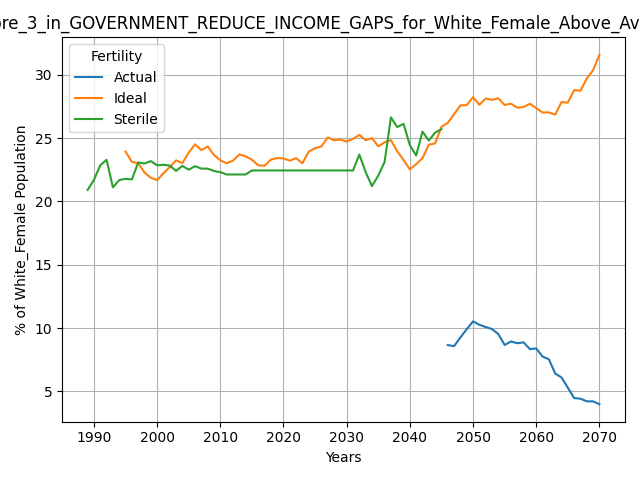 ore_3_in_GOVERNMENT_REDUCE_INCOME_GAPS_for_White_Female_Above_Av
Fertility
Actual
Ideal
Sterile
% of White_Female Population
30
25
20
15
10
5
1990 2000 2010 2020 2030 2040 2050 2060 2070
Years